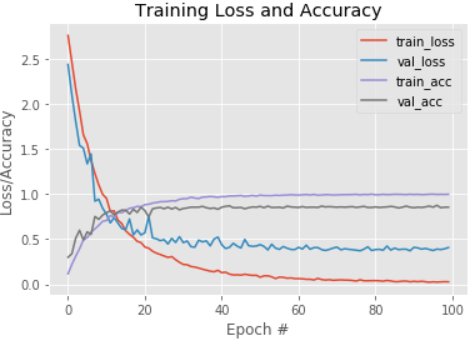 Training Loss and Accuracy
train_loss
val_loss
train_acc
val_acc
Loss/Accuracy
2.5
2.0
1.5
1.0
0.5
0.0
0 20 40 60 80 100
Epoch #